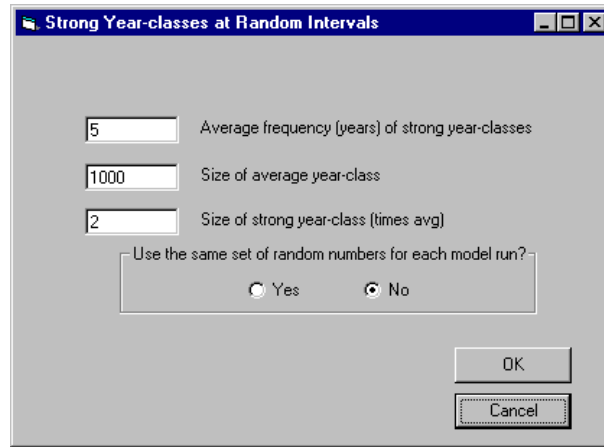 Strong Year-classes at Random Intervals
5 Average frequency (years) of strong year-classes
1000 Size of average year-class
2 Size of strong year-class (times avg)
Use the same set of random numbers for each model run?
Yes No
OK
Cancel